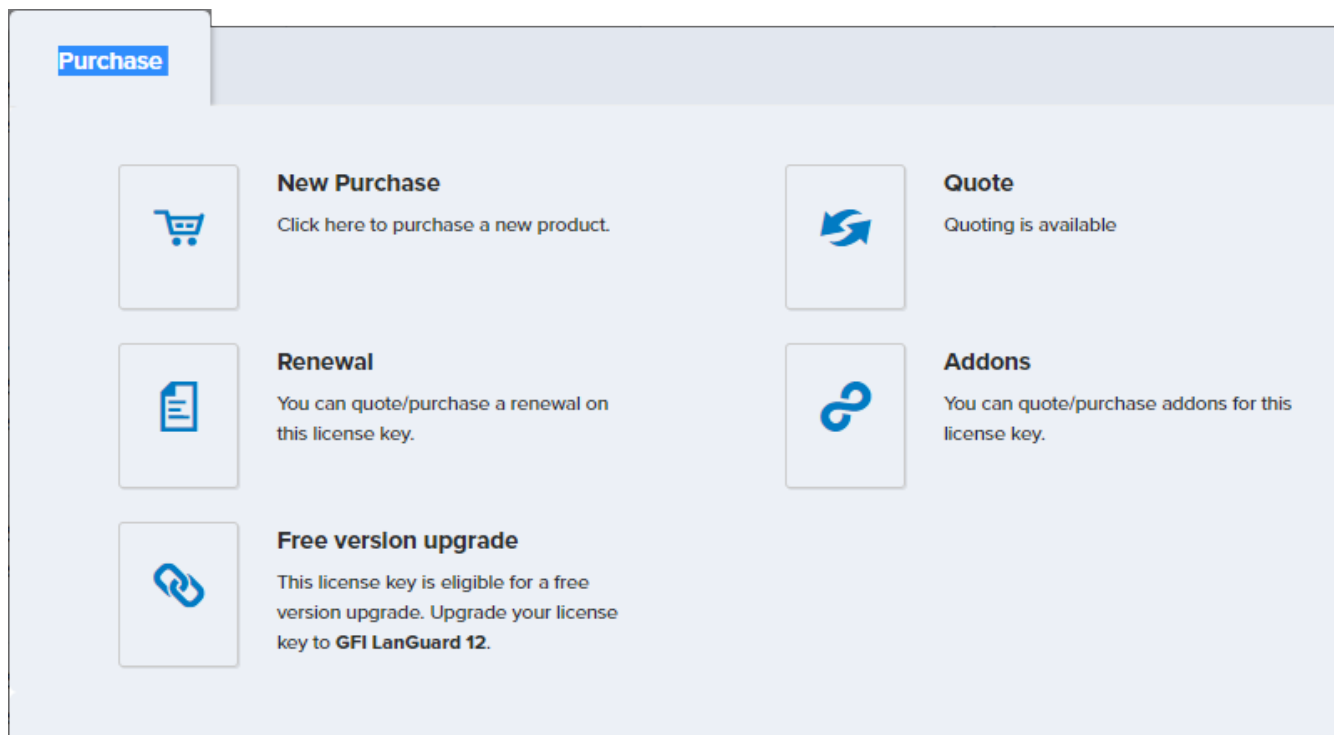 Purchase
New Purchase
Click here to purchase a new product.
Quote
Quoting is available
Renewal
You can quote/purchase a renewal on
this license key.
Addons
You can quote/purchase addons for this
license key.
Free version upgrade
This license key is eligible for a free
version upgrade. Upgrade your license
key to GFI LanGuard 12.